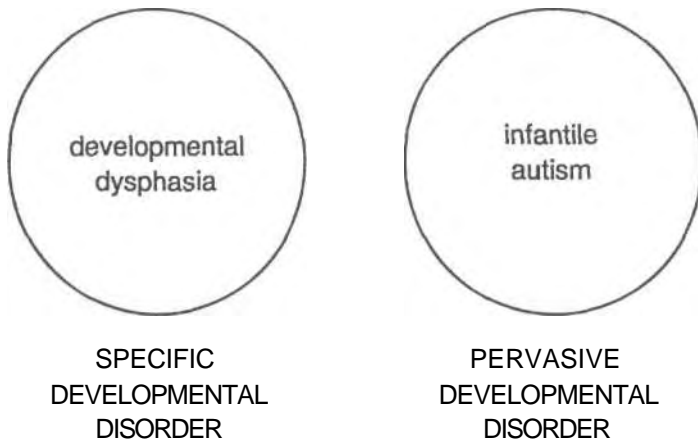 developmental
dysphasia
infantile
autism
SPECIFIC
DEVELOPMENTAL
DISORDER
PERVASIVE
DEVELOPMENTAL
DISORDER